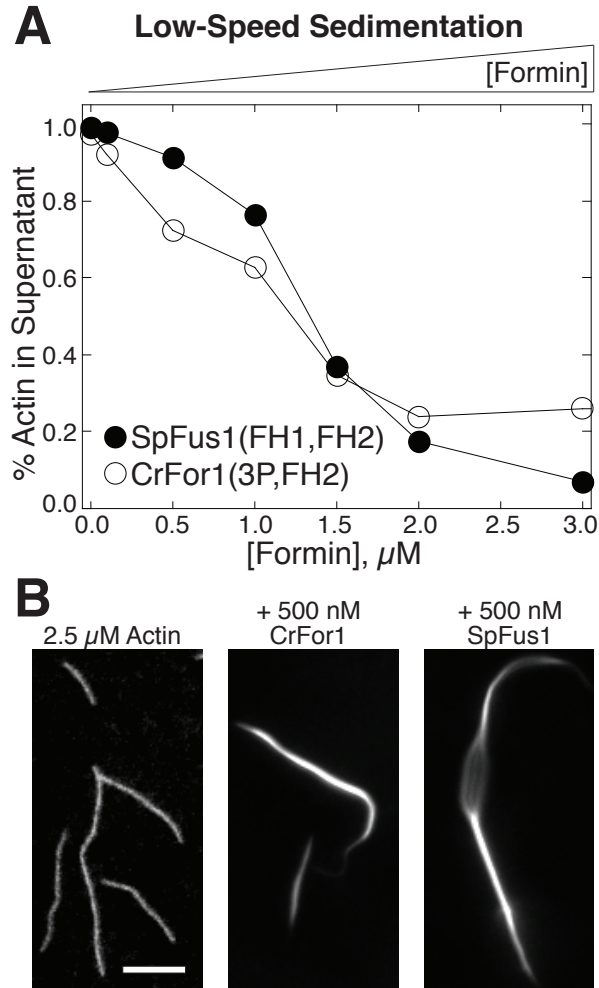 A
Low-Speed Sedimentation
[Formin]
% Actin in Supernatant
1.0
0.8
0.6
0.4
0.2
0.0
SpFus1(FH1,FH2)
CrFor1(3P,FH2)
0.0 0.5 1.0 1.5 2.0 2.5 3.0
[Formin], µM
B
2.5 µM Actin
+ 500 nM
CrFor1
+ 500 nM
SpFus1